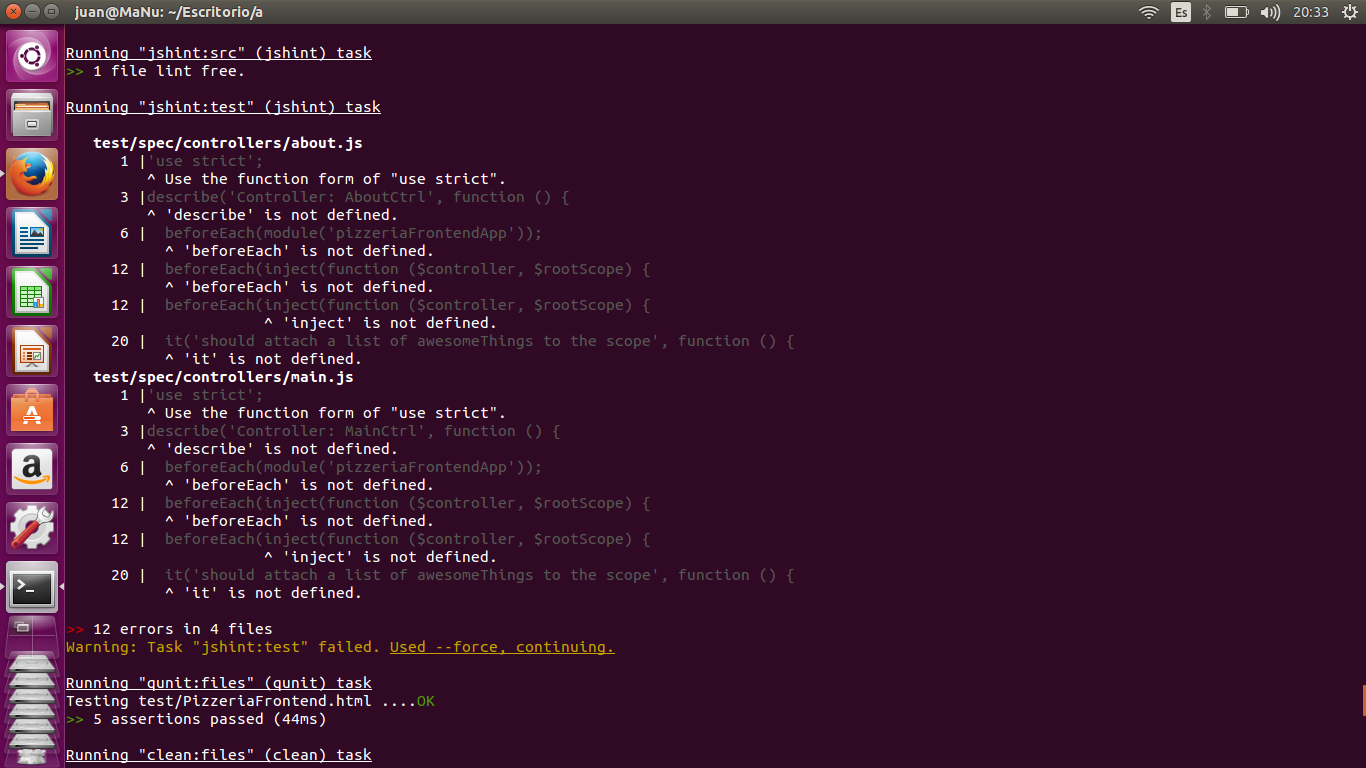 juan@MaNu: ~/Escritorio/a
Es
20:33
Running "jshint:src" (jshint) task
>> 1 file lint free.
Running "jshint:test" (jshint) task
test/spec/controllers/about.js
1 |'use strict';
^ Use the function form of "use strict".
3 |describe('Controller: AboutCtrl', function () {
^ 'describe' is not defined.
6 |  beforeEach(module('pizzeriaFrontendApp'));
^ 'beforeEach' is not defined.
12 |  beforeEach(inject(function ($controller, $rootScope) {
^ 'beforeEach' is not defined.
12 |  beforeEach(inject(function ($controller, $rootScope) {
^ 'inject' is not defined.
20 |  it('should attach a list of awesomeThings to the scope', function () {
^ 'it' is not defined.
test/spec/controllers/main.js
1 |'use strict';
^ Use the function form of "use strict".
3 |describe('Controller: MainCtrl', function () {
^ 'describe' is not defined.
6 |  beforeEach(module('pizzeriaFrontendApp'));
^ 'beforeEach' is not defined.
12 |  beforeEach(inject(function ($controller, $rootScope) {
^ 'beforeEach' is not defined.
12 |  beforeEach(inject(function ($controller, $rootScope) {
^ 'inject' is not defined.
20 |  it('should attach a list of awesomeThings to the scope', function () {
^ 'it' is not defined.
>> 12 errors in 4 files
Warning: Task "jshint:test" failed. Used --force, continuing.
Running "qunit:files" (qunit) task
Testing test/PizzeriaFrontend.html ....OK
>> 5 assertions passed (44ms)
Running "clean:files" (clean) task